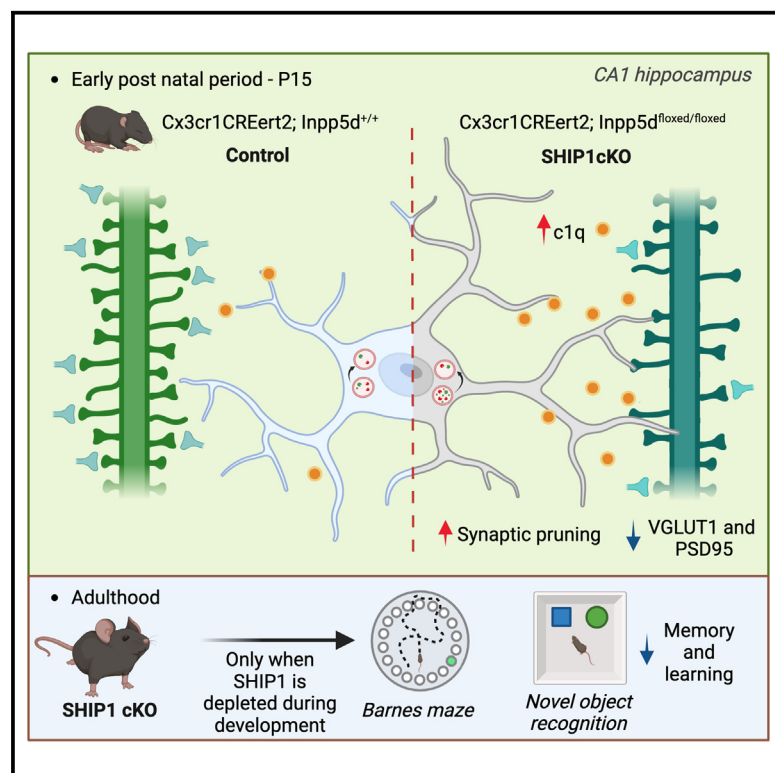 • Early post natal period - P15
CA1 hippocampus
Cx3cr1CREert2; Inpp5d+/+
Control
Cx3cr1CREert2; Inpp5dfloxed/floxed
SHIP1cKO
c1q
Synaptic pruning
VGLUT1 and
PSD95
• Adulthood
SHIP1 cKO
Only when
SHIP1 is
depleted during
development
Barnes maze
Novel object
recognition
Memory
and
learning